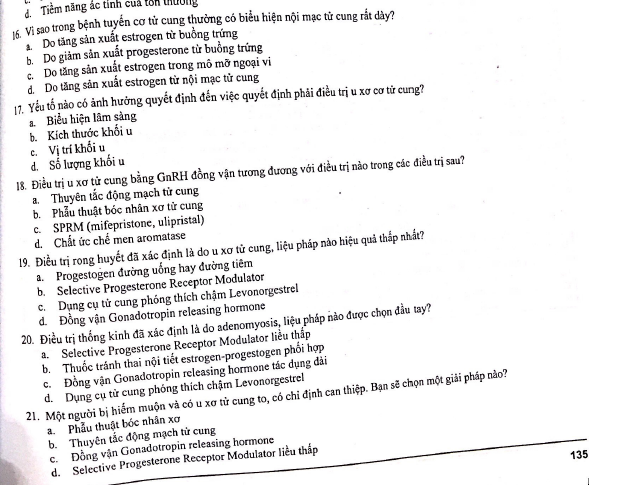 d. Tiềm năng ác tính của tổn thương
16. Vì sao trong bệnh tuyến cơ tử cung thường có biểu hiện nội mạc tử cung rất dày?
a. Do tăng sản xuất estrogen từ buồng trứng
b. Do giảm sản xuất progesterone từ buồng trứng
c. Do tăng sản xuất estrogen trong mô mỡ ngoại vi
d. Do tăng sản xuất estrogen từ nội mạc tử cung
17. Yếu tố nào có ảnh hưởng quyết định đến việc quyết định phải điều trị u xơ cơ tử cung?
a. Biểu hiện lâm sàng
b. Kích thước khối u
c. Vị trí khối u
d. Số lượng khối u
18. Điều trị u xơ tử cung bằng GnRH đồng vận tương đương với điều trị nào trong các điều trị sau?
a. Thuyên tắc động mạch tử cung
b. Phẫu thuật bóc nhân xơ tử cung
c. SPRM (mifepristone, ulipristal)
d. Chất ức chế men aromatase
19. Điều trị rong huyết đã xác định là do u xơ tử cung, liệu pháp nào hiệu quả thấp nhất?
a. Progestogen đường uống hay đường tiêm
b. Selective Progesterone Receptor Modulator
c. Dụng cụ tử cung phóng thích chậm Levonorgestrel
d. Đồng vận Gonadotropin releasing hormone
20. Điều trị thống kinh đã xác định là do adenomyosis, liệu pháp nào được chọn đầu tay?
a. Selective Progesterone Receptor Modulator liều thấp
b. Thuốc tránh thai nội tiết estrogen-progestogen phối hợp
c. Đồng vận Gonadotropin releasing hormone tác dụng dài
d. Dụng cụ tử cung phóng thích chậm Levonorgestrel
21. Một người bị hiếm muộn và có u xơ tử cung to, có chỉ định can thiệp. Bạn sẽ chọn một giải pháp nào?
a. Phẫu thuật bóc nhân xơ
b. Thuyên tắc động mạch tử cung
c. Đồng vận Gonadotropin releasing hormone
d. Selective Progesterone Receptor Modulator liều thấp
135